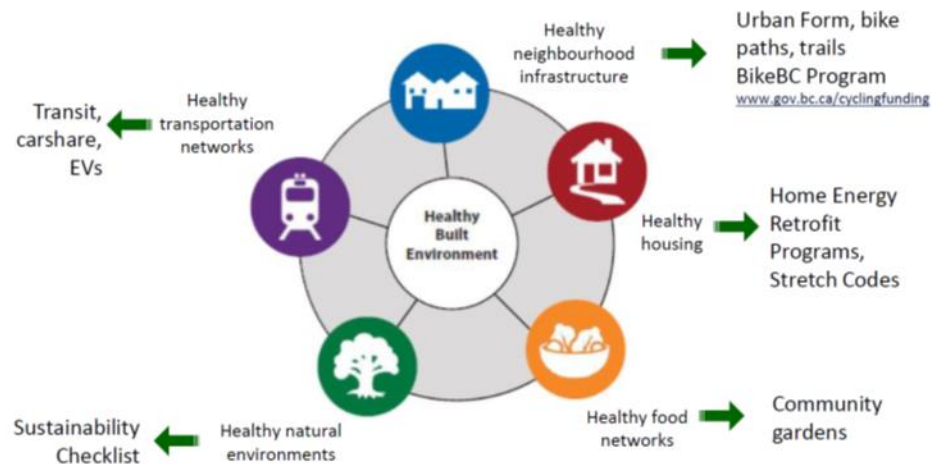 Healthy
neighbourhood
infrastructure
Urban Form, bike
paths, trails
BikeBC Program
www.gov.bc.ca/cyclingfunding
Transit,
carshare,
EVs
Healthy
transportation
networks
Healthy
Built
Environment
Healthy
housing
Home Energy
Retrofit
Programs,
Stretch Codes
Sustainability
Checklist
Healthy natural
environments
Healthy food
networks
Community
gardens